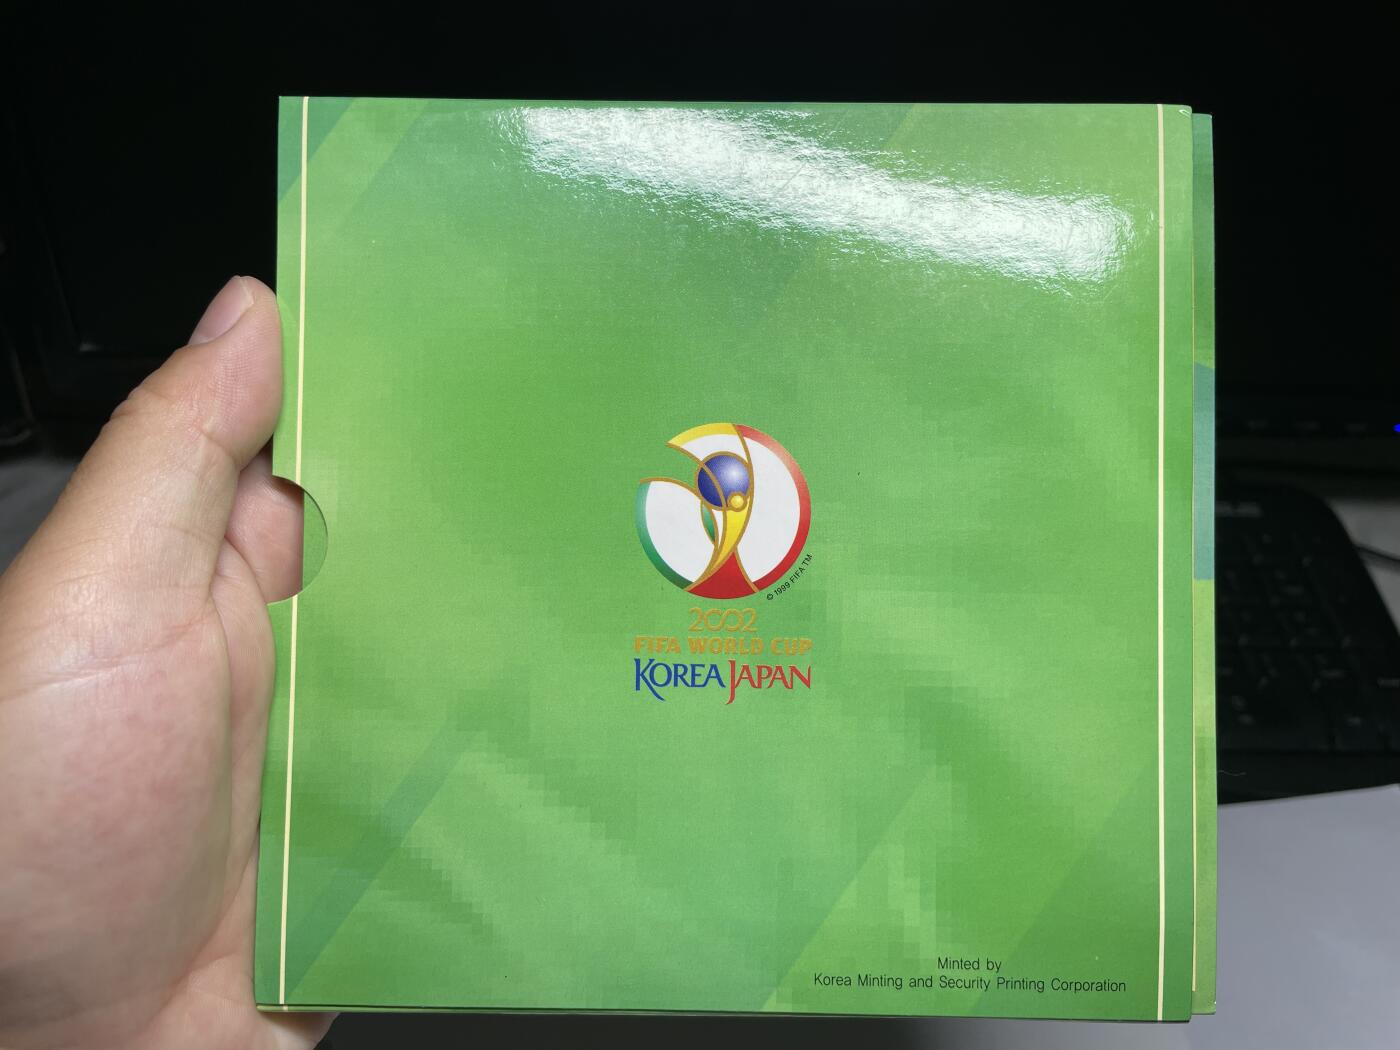 © 1999 FIFA TM
2002
FIFA WORLD CUP
KOREA JAPAN
Minted by
Korea Minting and Security Printing Corporation